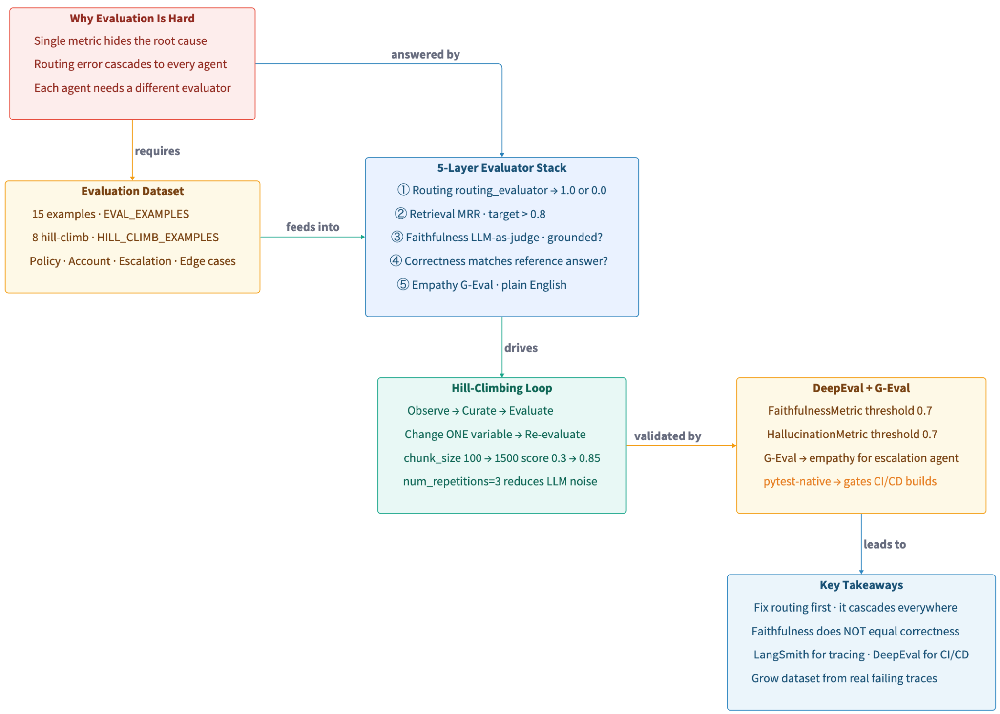 Why Evaluation Is Hard
Single metric hides the root cause
Routing error cascades to every agent
Each agent needs a different evaluator
answered by
requires
Evaluation Dataset
15 examples · EVAL_EXAMPLES
8 hill-climb · HILL_CLIMB_EXAMPLES
Policy · Account · Escalation · Edge cases
feeds into
5-Layer Evaluator Stack
① Routing routing_evaluator → 1.0 or 0.0
② Retrieval MRR · target > 0.8
③ Faithfulness LLM-as-judge · grounded?
④ Correctness matches reference answer?
⑤ Empathy G-Eval · plain English
drives
Hill-Climbing Loop
Observe → Curate → Evaluate
Change ONE variable → Re-evaluate
chunk_size 100 → 1500 score 0.3 → 0.85
num_repetitions=3 reduces LLM noise
validated by
DeepEval + G-Eval
FaithfulnessMetric threshold 0.7
HallucinationMetric threshold 0.7
G-Eval → empathy for escalation agent
pytest-native → gates CI/CD builds
leads to
Key Takeaways
Fix routing first · it cascades everywhere
Faithfulness does NOT equal correctness
LangSmith for tracing · DeepEval for CI/CD
Grow dataset from real failing traces